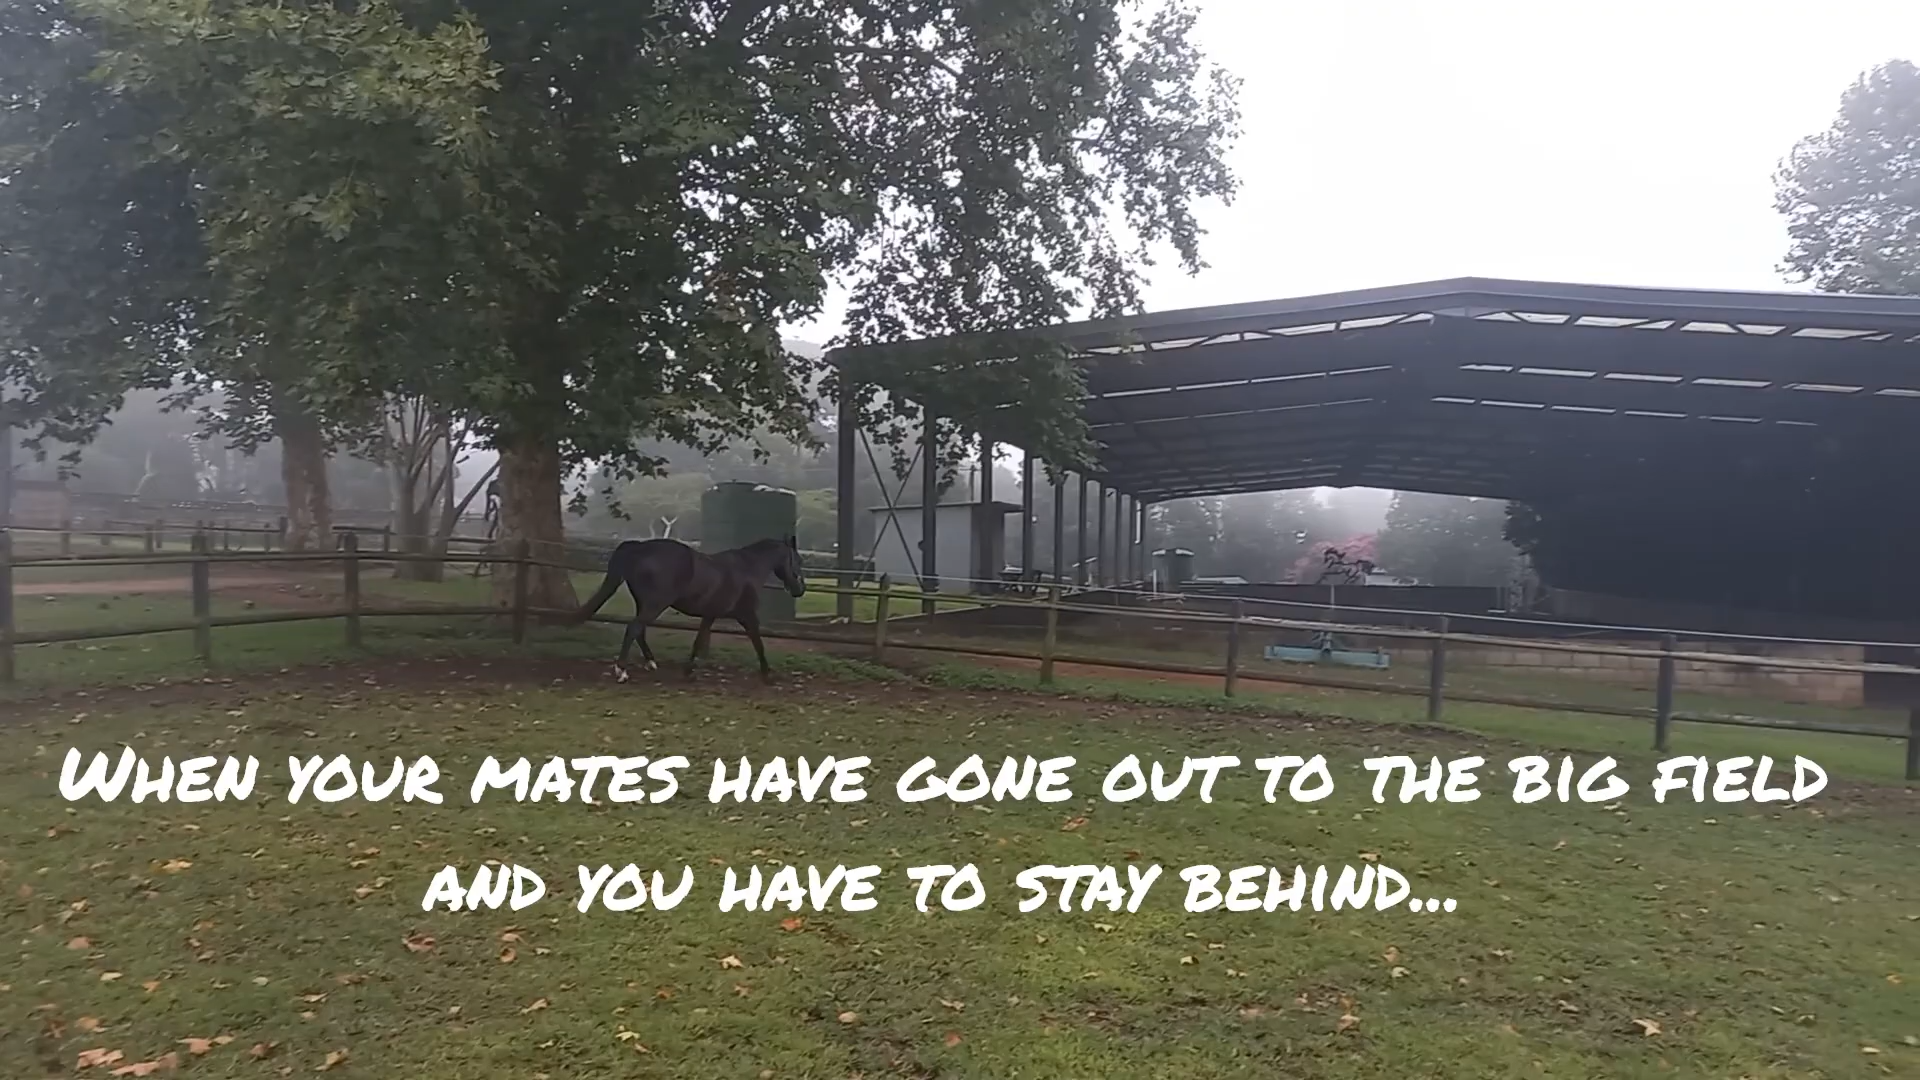 When your mates have gone out to the big field
and you have to stay behind...